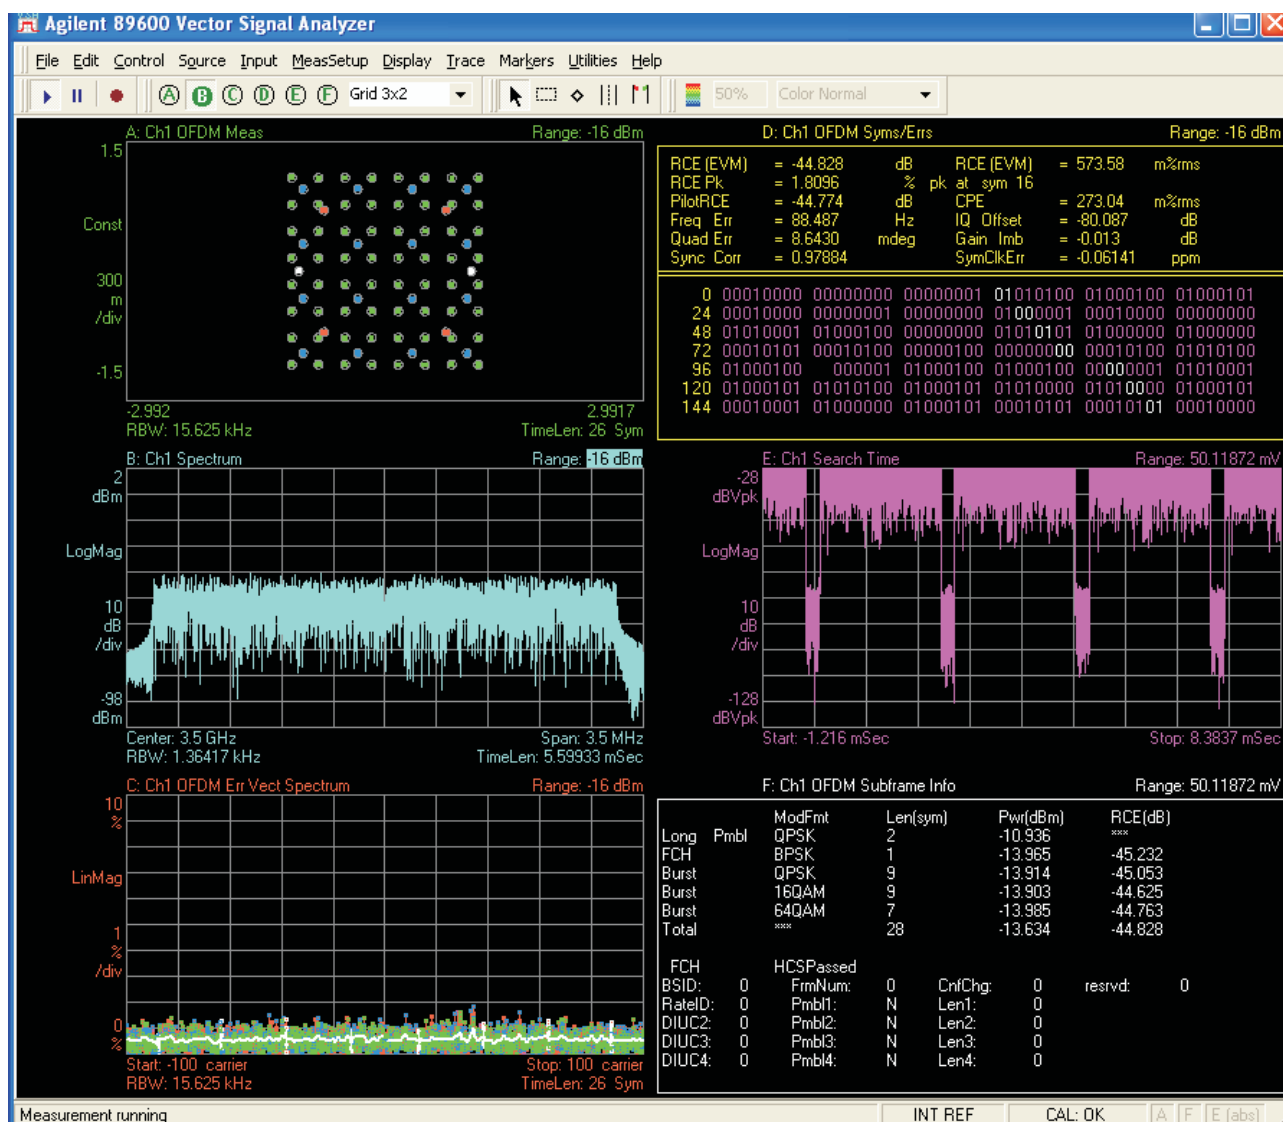 Agilent 89600 Vector Signal Analyzer
File Edit Control Source Input MeasSetup Display Trace Markers Utilities Help
A B C D E F Grid 3x2 50% Color Normal
A: Ch1 OFDM Meas Range: -16 dBm
1.5
Const
300
m
/div
-1.5
-2.992 2.9917
RBW: 15.625 kHz TimeLen: 26 Sym
D: Ch1 OFDM Syms/Errs Range: -16 dBm
RCE (EVM) = -44.828 dB RCE (EVM) = 573.58 m%rms
RCE Pk = 1.8096 % pk at sym 16
PilotRCE = -44.774 dB CPE = 273.04 m%rms
Freq Err = 88.487 Hz IQ Offset = -80.087 dB
Quad Err = 8.6430 mdeg Gain Imb = -0.013 dB
Sync Corr = 0.97884 SymClkErr = -0.06141 ppm
0 00010000 00000000 00000001 01010100 01000100 01000101
24 00010000 00000001 00000000 01000001 00010000 00000000
48 01010001 01000100 00000000 01010101 01000000 01000000
72 00010101 00010100 00000100 00000000 00010100 01010100
96 01000100 000001 01000100 01000100 00000001 01010001
120 01000101 01010100 01000101 01010000 01010000 01000101
144 00010001 01000000 01000101 00010101 00010101 00010000
B: Ch1 Spectrum Range: -16 dBm
2
dBm
LogMag
10
dB
/div
-98
dBm
Center: 3.5 GHz Span: 3.5 MHz
RBW: 1.36417 kHz TimeLen: 5.59933 mSec
E: Ch1 Search Time Range: 50.11872 mV
-28
dBVpk
LogMag
10
dB
/div
-128
dBVpk
Start: -1.216 mSec Stop: 8.3837 mSec
C: Ch1 OFDM Err Vect Spectrum Range: -16 dBm
10
%
LinMag
1
%
/div
0
%
Start: -100 carrier Stop: 100 carrier
RBW: 15.625 kHz TimeLen: 26 Sym
F: Ch1 OFDM Subframe Info Range: 50.11872 mV
ModFmt Len(sym) Pwr(dBm) RCE(dB)
Long Pmbl QPSK 2 -10.936 ***
FCH BPSK 1 -13.965 -45.232
Burst QPSK 9 -13.914 -45.053
Burst 16QAM 9 -13.903 -44.625
Burst 64QAM 7 -13.985 -44.763
Total *** 28 -13.634 -44.828
FCH HCSPassed
BSID: 0 FrmNum: 0 CnfChg: 0 resrvd: 0
RateID: 0 Pmbl1: N Len1: 0
DIUC2: 0 Pmbl2: N Len2: 0
DIUC3: 0 Pmbl3: N Len3: 0
DIUC4: 0 Pmbl4: N Len4: 0
Measurement running INT REF CAL: OK A F E (abs)